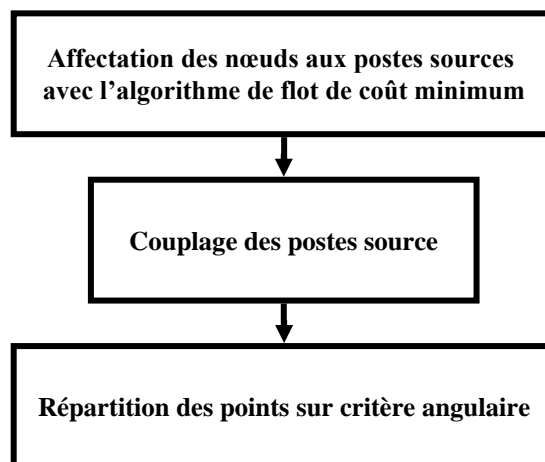 Affectation des nœuds aux postes sources
avec l’algorithme de flot de coût minimum
Couplage des postes source
Répartition des points sur critère angulaire